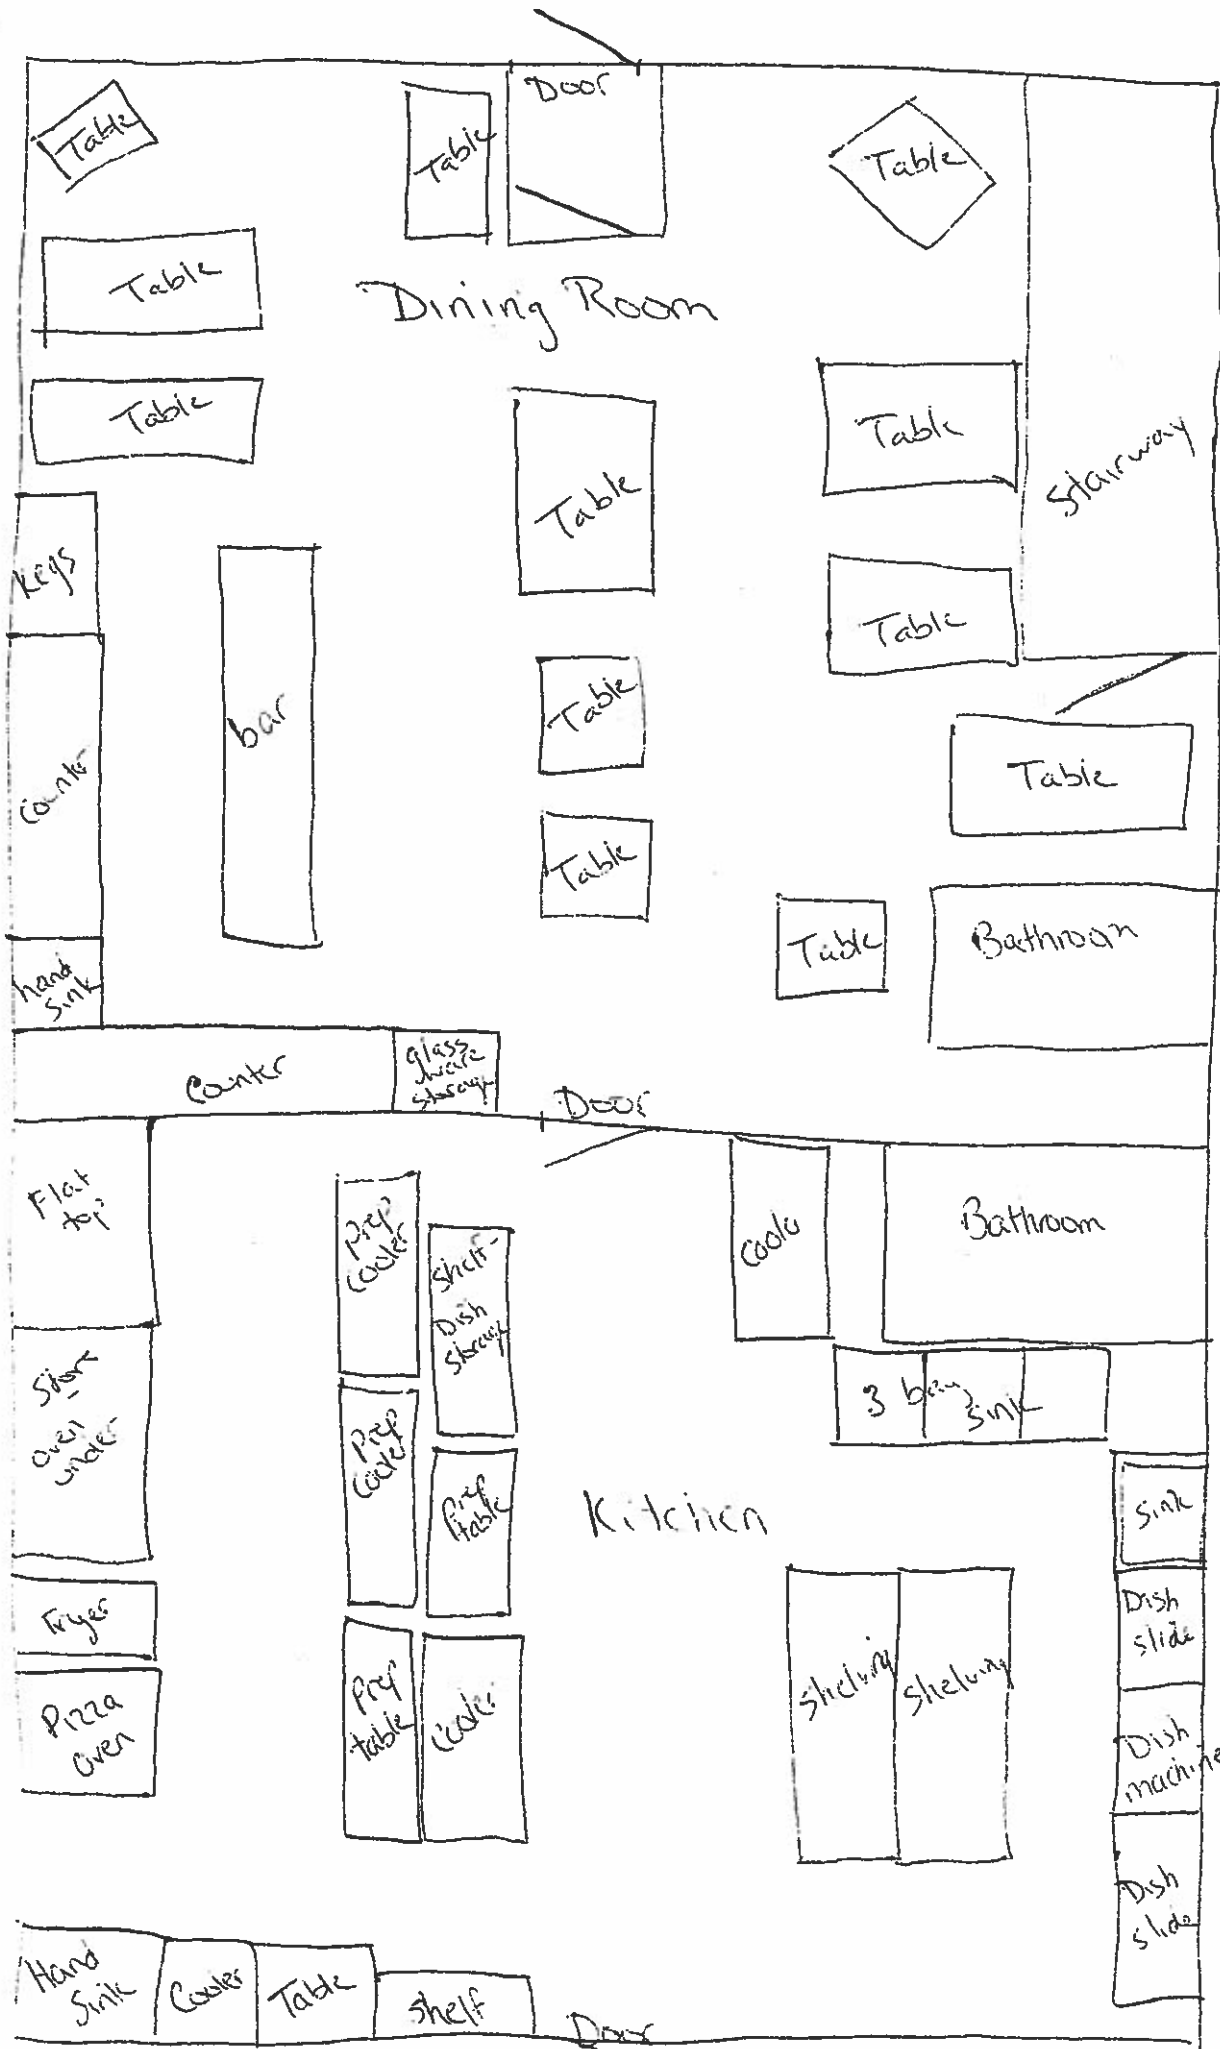 Door
Table
Table
Table
Table
Dining Room
Table
Table
Table
Stairway
Table
Kegs
Table
bar
Table
Counter
Table
Table
Table
Bathroom
hand
sink
Counter
glass
ware
storage
Door
Flat
top
Prep
cooler
Shelf-
Dish
storage
Bathroom
Stove
oven
under
Prep
cooler
3 bay
sink
Prep
table
Kitchen
Sink
Fryer
Dish
slide
Pizza
oven
Prep
table
Cooler
shelving
shelving
Dish
machine
Dish
slide
Hand
Sink
Cooler
Table
Shelf
Door